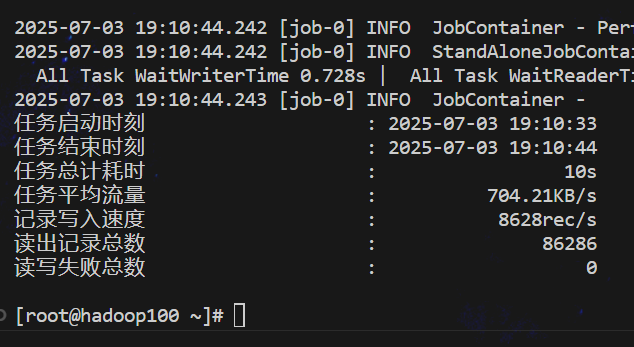 2025-07-03 19:10:44.242 [job-0] INFO  JobContainer - Per
2025-07-03 19:10:44.242 [job-0] INFO  StandAloneJobConta
  All Task WaitWriterTime 0.728s |  All Task WaitReaderTi
2025-07-03 19:10:44.243 [job-0] INFO  JobContainer -
任务启动时刻                    : 2025-07-03 19:10:33
任务结束时刻                    : 2025-07-03 19:10:44
任务总计耗时                    :                 10s
任务平均流量                    :          704.21KB/s
记录写入速度                    :           8628rec/s
读出记录总数                    :               86286
读写失败总数                    :                   0
[root@hadoop100 ~]#